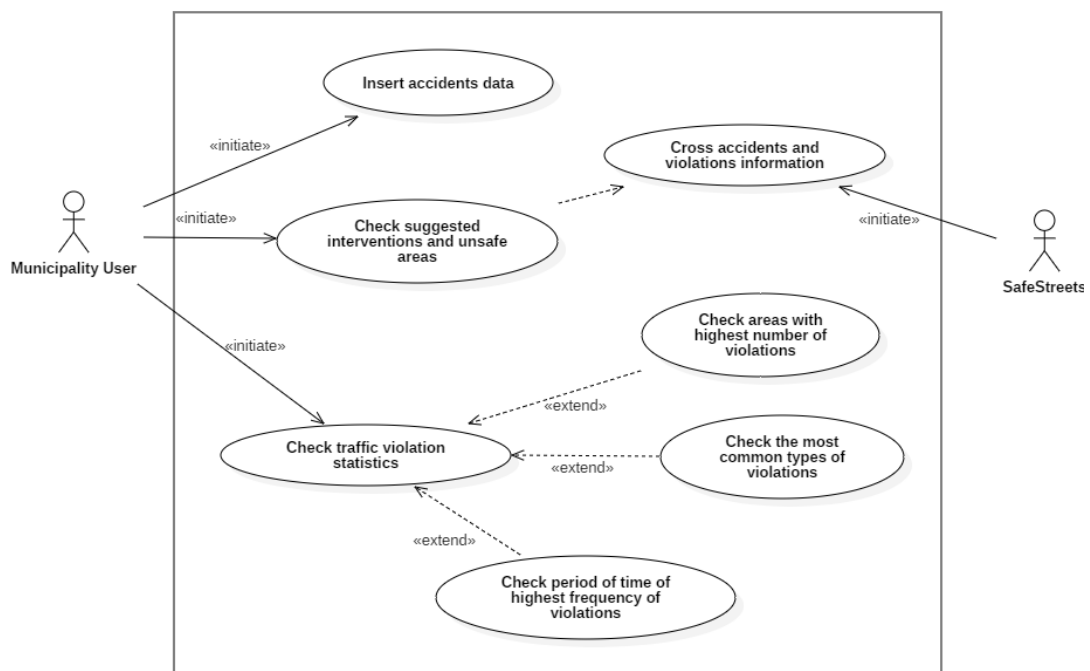 Insert accidents data
«initiate»
Cross accidents and
violations information
«initiate»
«initiate»
Check suggested
interventions and unsafe
areas
Municipality User
SafeStreets
Check areas with
highest number of
violations
«initiate»
«extend»
Check traffic violation
statistics
Check the most
common types of
violations
«extend»
«extend»
Check period of time of
highest frequency of
violations